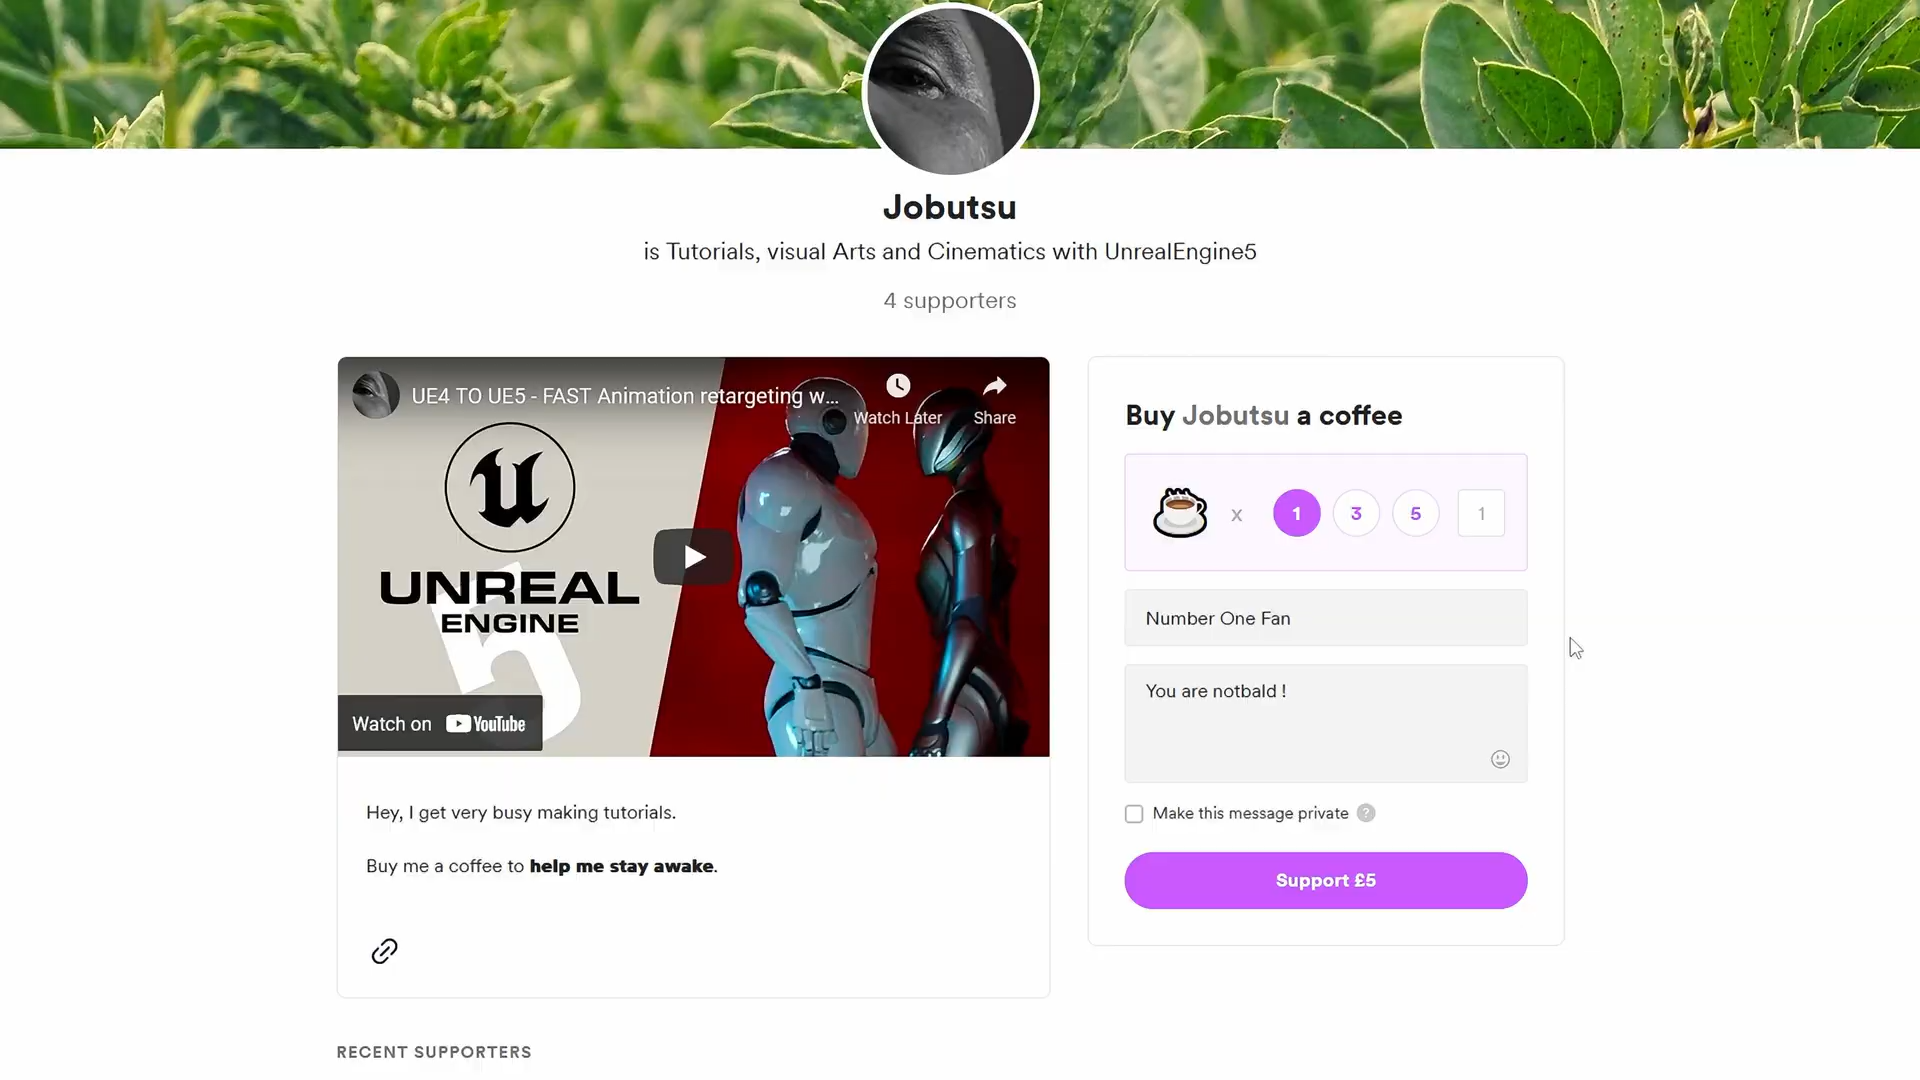 Jobutsu
is Tutorials, visual Arts and Cinematics with UnrealEngine5
4 supporters
UE4 TO UE5 - FAST Animation retargeting w...
Watch Later
Share
UNREAL
ENGINE
5
Watch on YouTube
Hey, I get very busy making tutorials.
Buy me a coffee to help me stay awake.
Buy Jobutsu a coffee
x 1 3 5 1
Number One Fan
You are notbald !
Make this message private ?
Support £5
RECENT SUPPORTERS